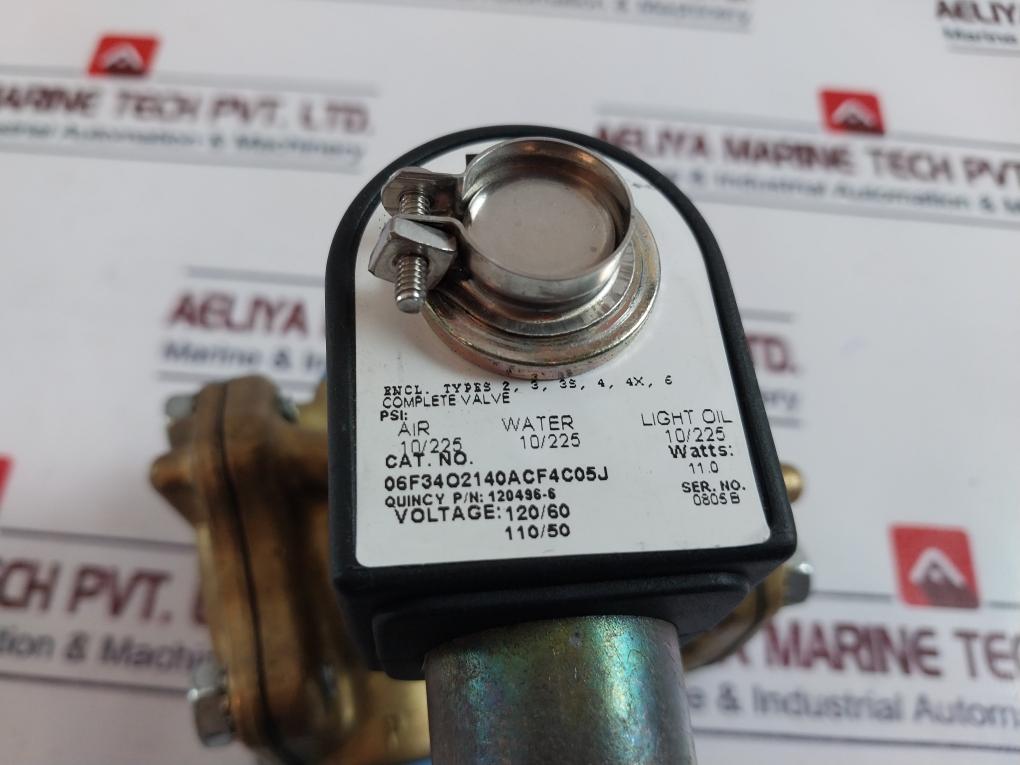 AELIYA
Marine
MARINE TECH PVT. LTD.
Industrial Automation & Machinery
AELIYA MARINE TECH PVT.
& Industrial Automation & M
AELIYA
Marine & In
ENCL. TYPES 2, 3, 3S, 4, 4X, 6
COMPLETE VALVE
PSI:
AIR WATER LIGHT OIL
10/225 10/225 10/225
CAT. NO. Watts:
06F34O2140ACF4C05J 11.0
QUINCY P/N: 120496-6 SER. NO.
VOLTAGE: 120/60 0805B
110/50
TECH PVT. L
Automation & Machin
MARINE TECH
& Industrial Autom